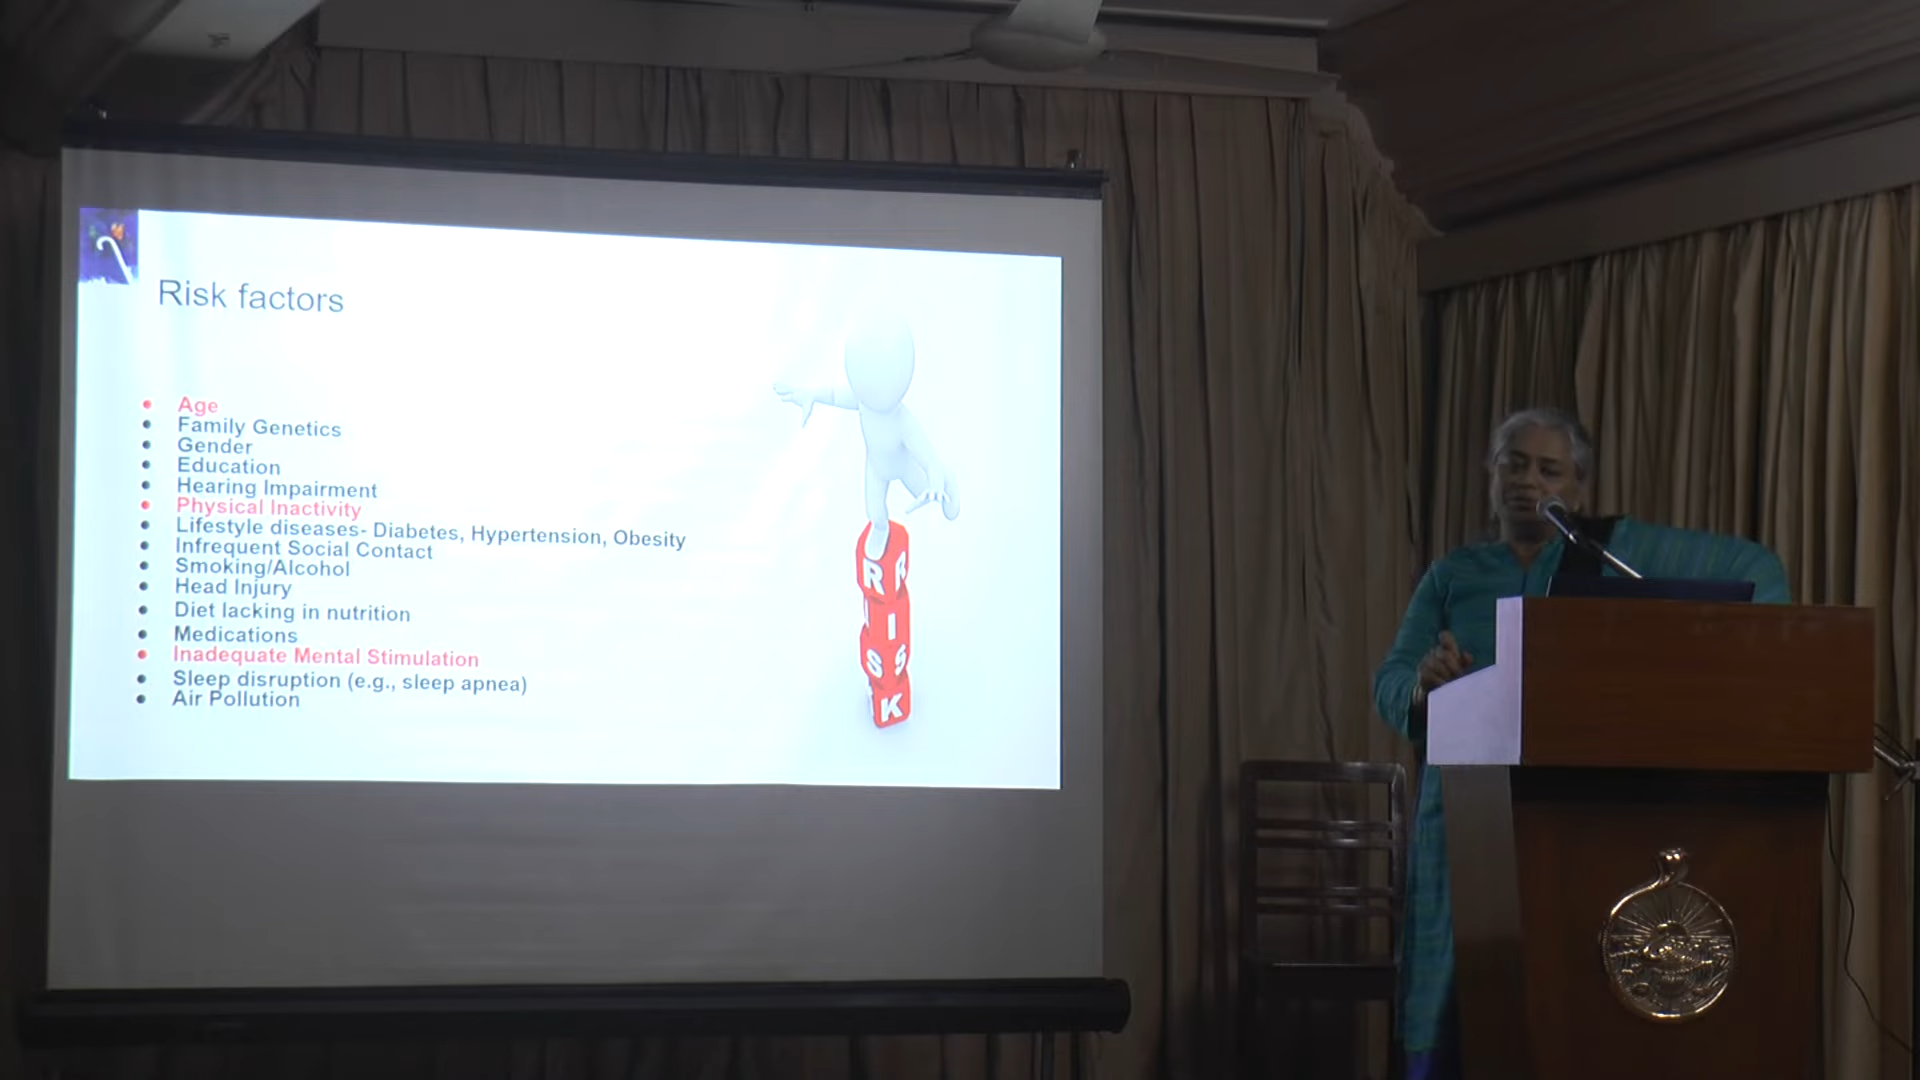 Risk factors
Age
Family Genetics
Gender
Education
Hearing Impairment
Physical Inactivity
Lifestyle diseases- Diabetes, Hypertension, Obesity
Infrequent Social Contact
Smoking/Alcohol
Head Injury
Diet lacking in nutrition
Medications
Inadequate Mental Stimulation
Sleep disruption (e.g., sleep apnea)
Air Pollution
R R
I I
S S
K